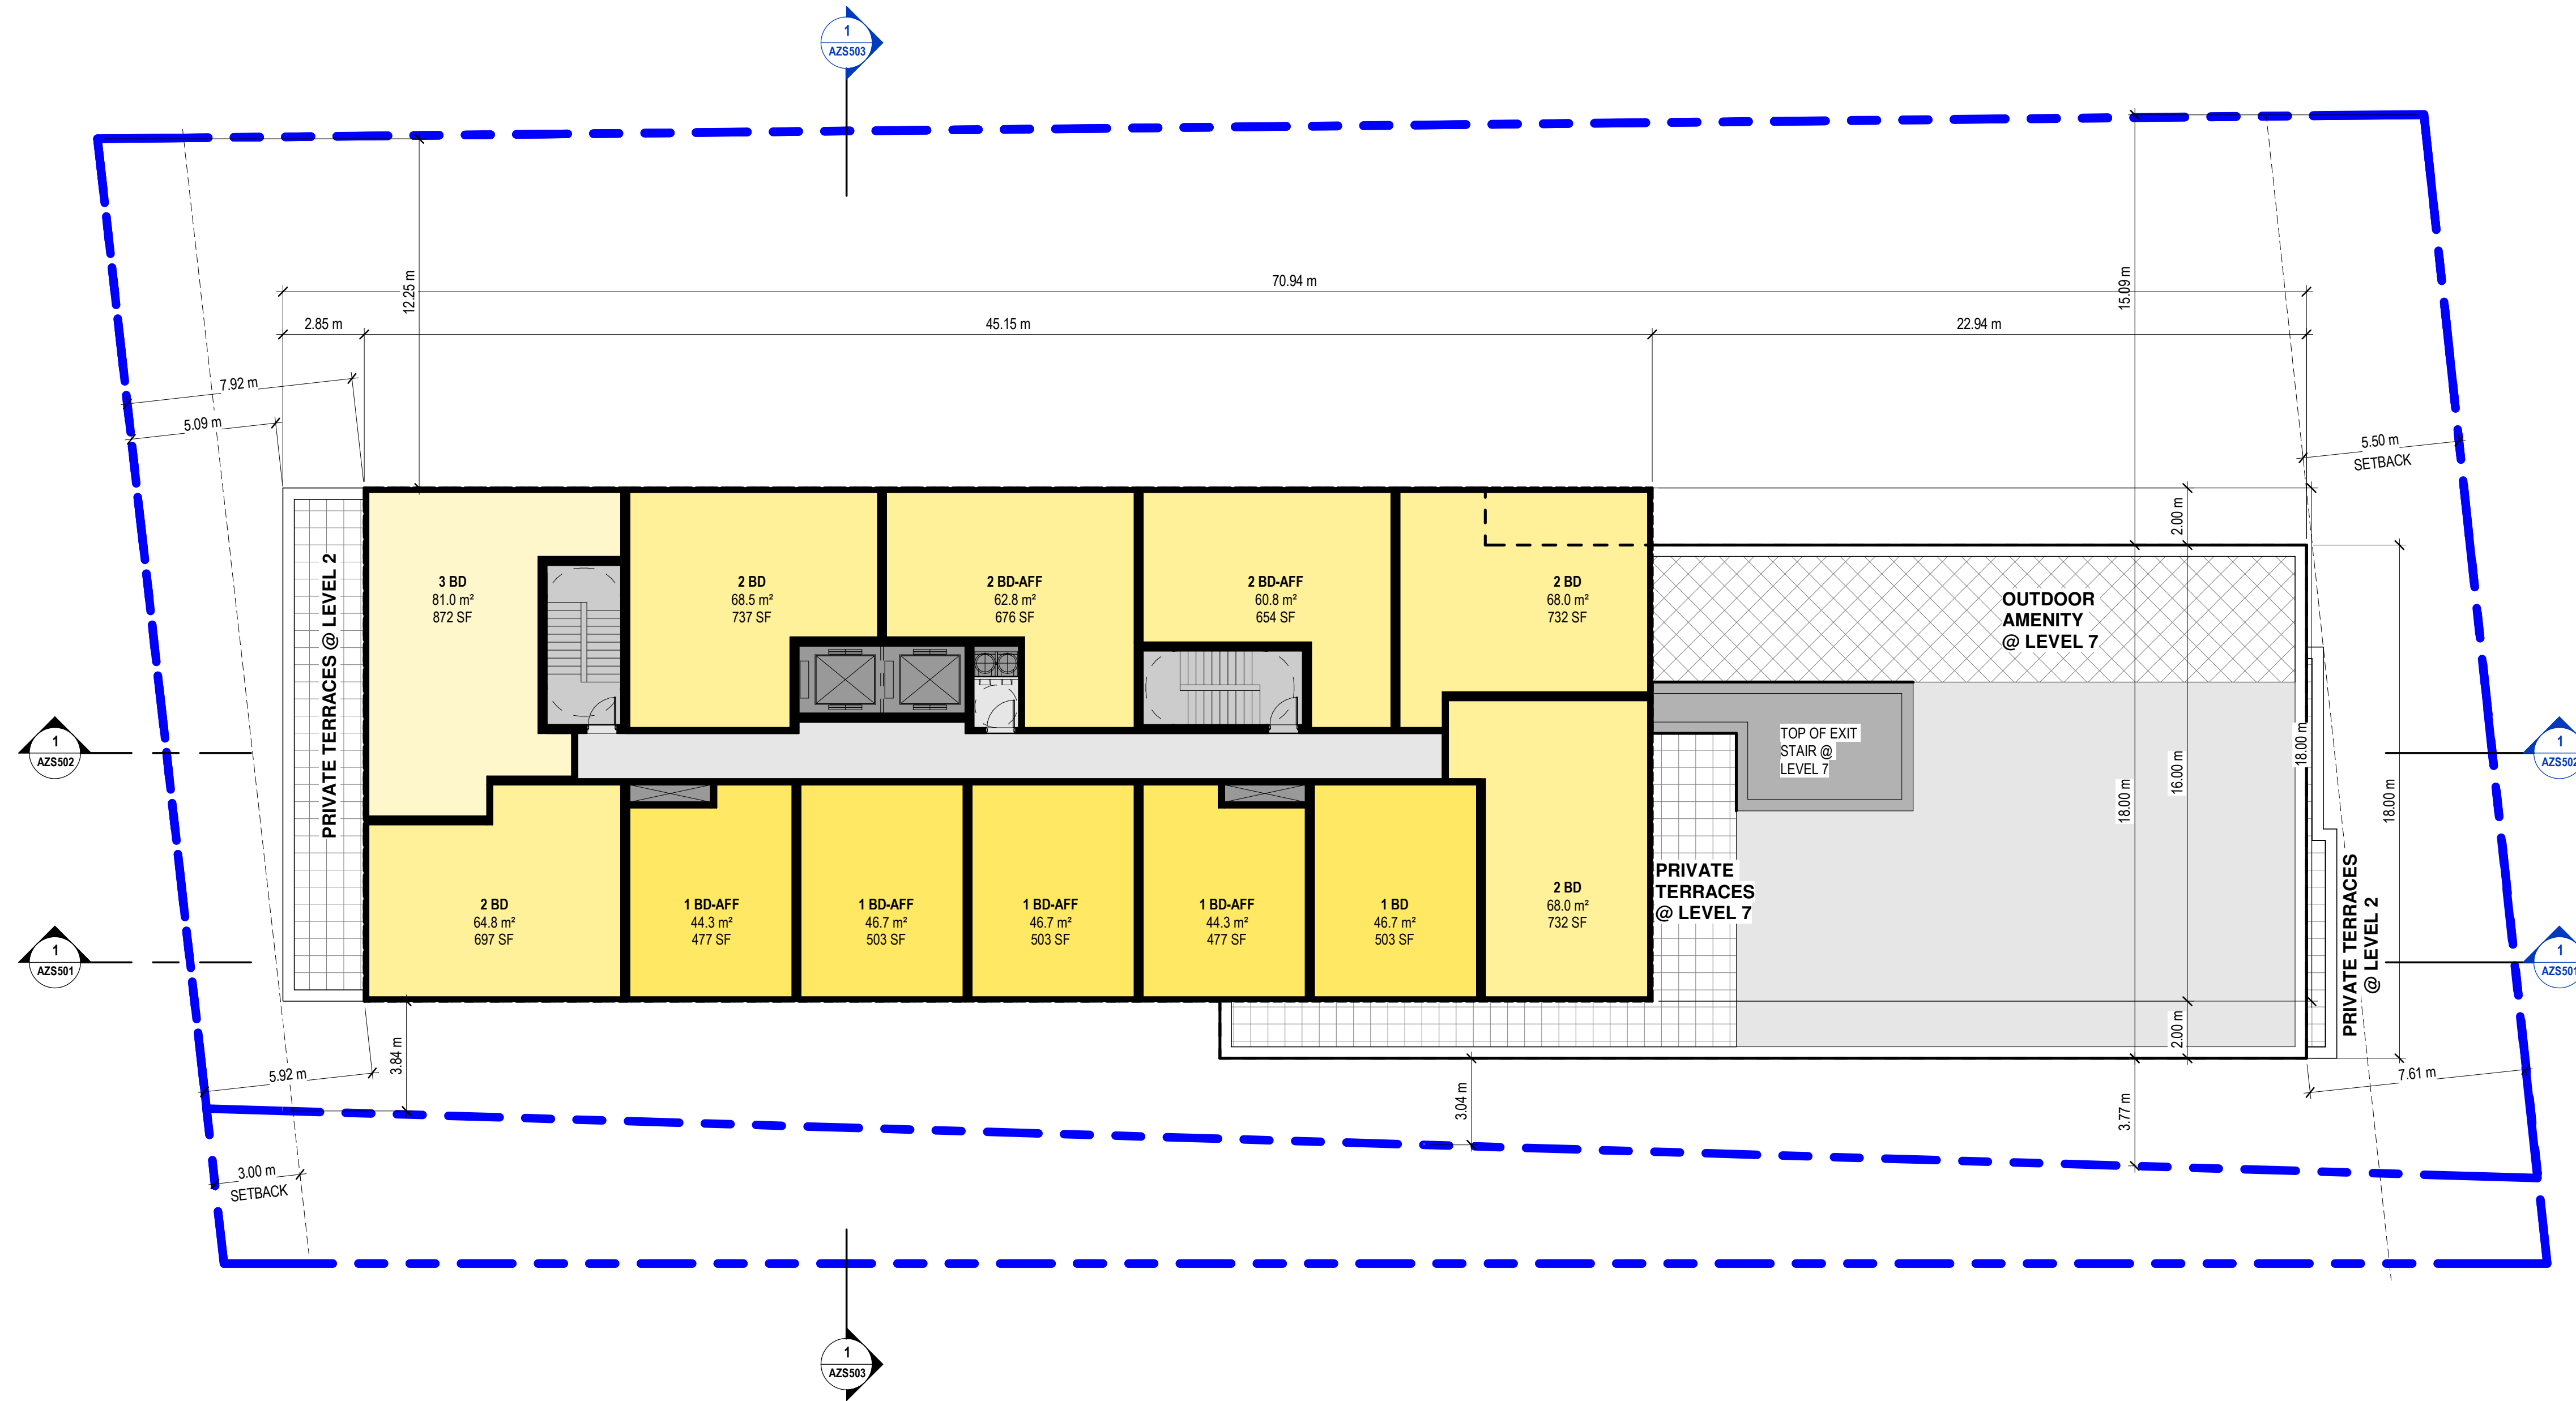 1
AZS503
70.94 m
12.25 m
15.09 m
2.85 m
45.15 m
22.94 m
7.92 m
5.09 m
5.50 m
SETBACK
2.00 m
PRIVATE TERRACES @ LEVEL 2
3 BD
81.0 m²
872 SF
2 BD
68.5 m²
737 SF
2 BD-AFF
62.8 m²
676 SF
2 BD-AFF
60.8 m²
654 SF
2 BD
68.0 m²
732 SF
OUTDOOR
AMENITY
@ LEVEL 7
TOP OF EXIT
STAIR @
LEVEL 7
1
AZS502
1
AZS502
18.00 m
16.00 m
18.00 m
18.00 m
2 BD
64.8 m²
697 SF
1 BD-AFF
44.3 m²
477 SF
1 BD-AFF
46.7 m²
503 SF
1 BD-AFF
46.7 m²
503 SF
1 BD-AFF
44.3 m²
477 SF
1 BD
46.7 m²
503 SF
2 BD
68.0 m²
732 SF
PRIVATE
TERRACES
@ LEVEL 7
PRIVATE TERRACES
@ LEVEL 2
1
AZS501
1
AZS501
2.00 m
3.84 m
5.92 m
3.04 m
3.77 m
7.61 m
3.00 m
SETBACK
1
AZS503